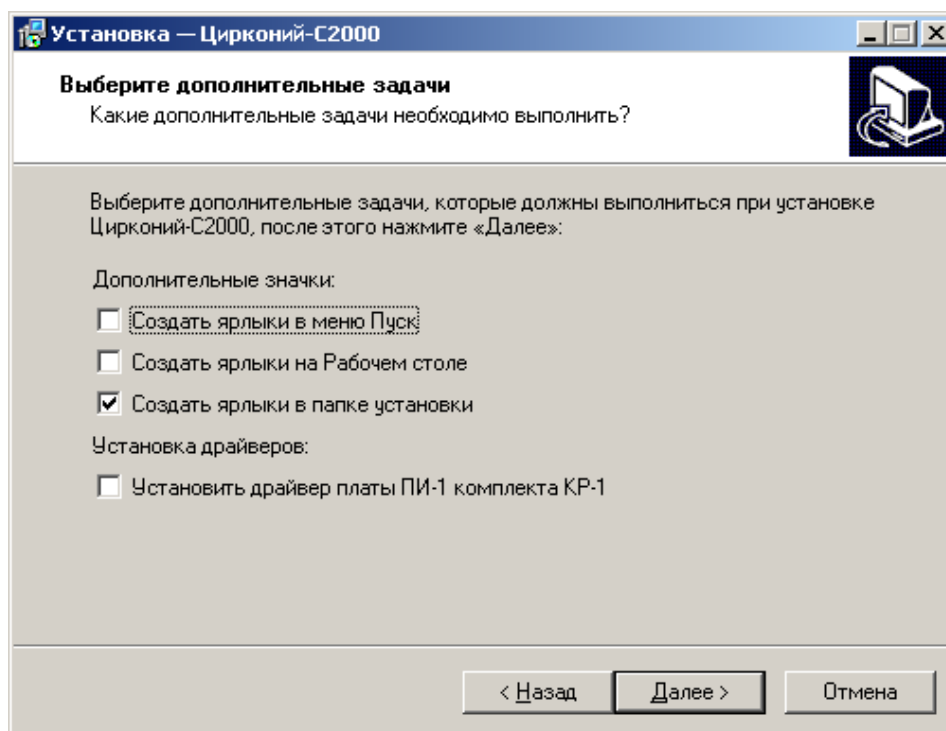 Установка — Цирконий-С2000
Выберите дополнительные задачи
Какие дополнительные задачи необходимо выполнить?
Выберите дополнительные задачи, которые должны выполниться при установке
Цирконий-С2000, после этого нажмите «Далее»:
Дополнительные значки:
Создать ярлыки в меню Пуск
Создать ярлыки на Рабочем столе
Создать ярлыки в папке установки
Установка драйверов:
Установить драйвер платы ПИ-1 комплекта КР-1
< Назад
Далее >
Отмена